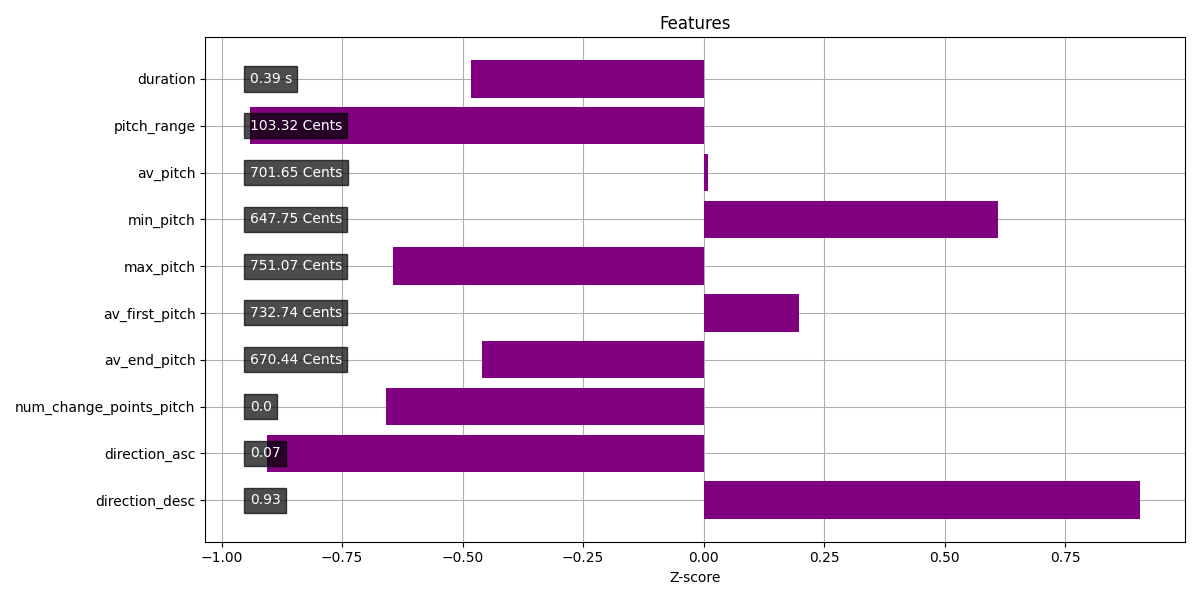 Features
duration 0.39 s
pitch_range 103.32 Cents
av_pitch 701.65 Cents
min_pitch 647.75 Cents
max_pitch 751.07 Cents
av_first_pitch 732.74 Cents
av_end_pitch 670.44 Cents
num_change_points_pitch 0.0
direction_asc 0.07
direction_desc 0.93
−1.00 −0.75 −0.50 −0.25 0.00 0.25 0.50 0.75
Z-score